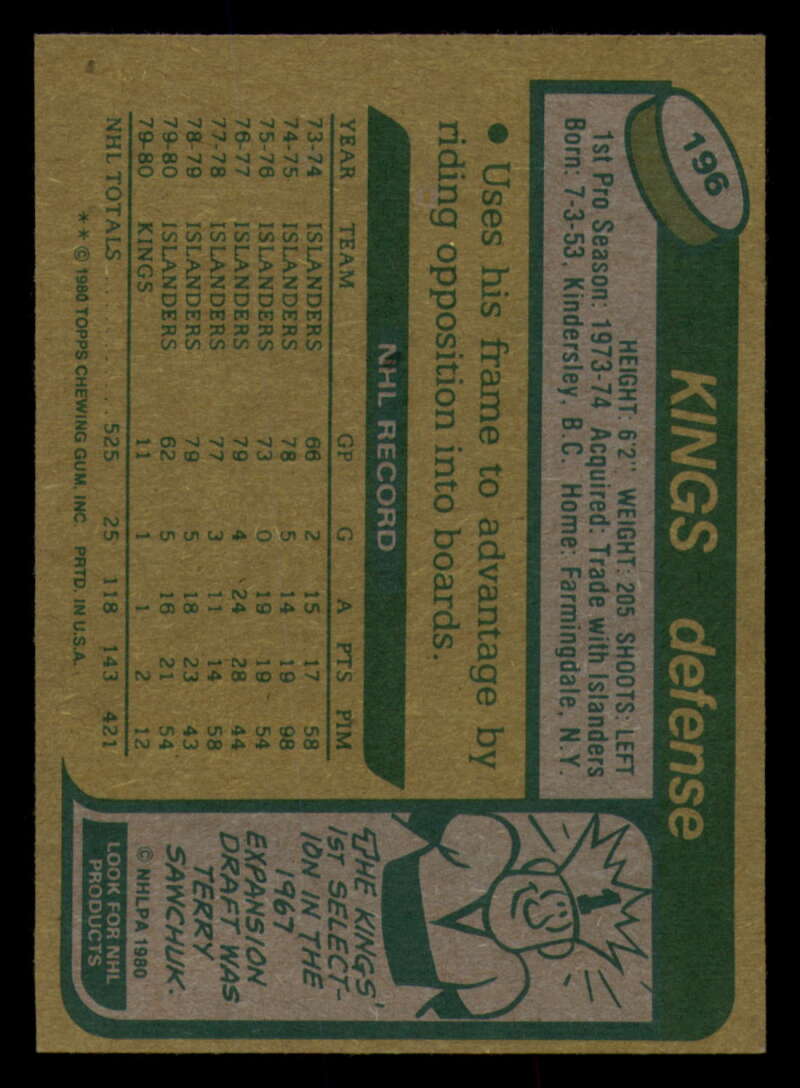 196
KINGS defense
HEIGHT: 6'2" WEIGHT: 205 SHOOTS: LEFT
1st Pro Season: 1973-74 Acquired: Trade with Islanders
Born: 7-3-53, Kindersley, B.C. Home: Farmingdale, N.Y.
• Uses his frame to advantage by
riding opposition into boards.
NHL RECORD
YEAR TEAM GP G A PTS PIM
73-74 ISLANDERS 66 2 15 17 58
74-75 ISLANDERS 78 5 14 19 98
75-76 ISLANDERS 73 0 19 19 54
76-77 ISLANDERS 79 4 24 28 44
77-78 ISLANDERS 77 3 11 14 58
78-79 ISLANDERS 79 5 18 23 43
79-80 ISLANDERS 62 5 16 21 54
79-80 KINGS 11 1 1 2 12
NHL TOTALS . . . . . . . . . . 525 25 118 143 421
**© 1980 TOPPS CHEWING GUM, INC. PRTD. IN U.S.A.
1
THE KINGS'
1ST SELECT-
ION IN THE
1967
EXPANSION
DRAFT WAS
TERRY
SAWCHUK.
© NHLPA 1980
LOOK FOR NHL
PRODUCTS